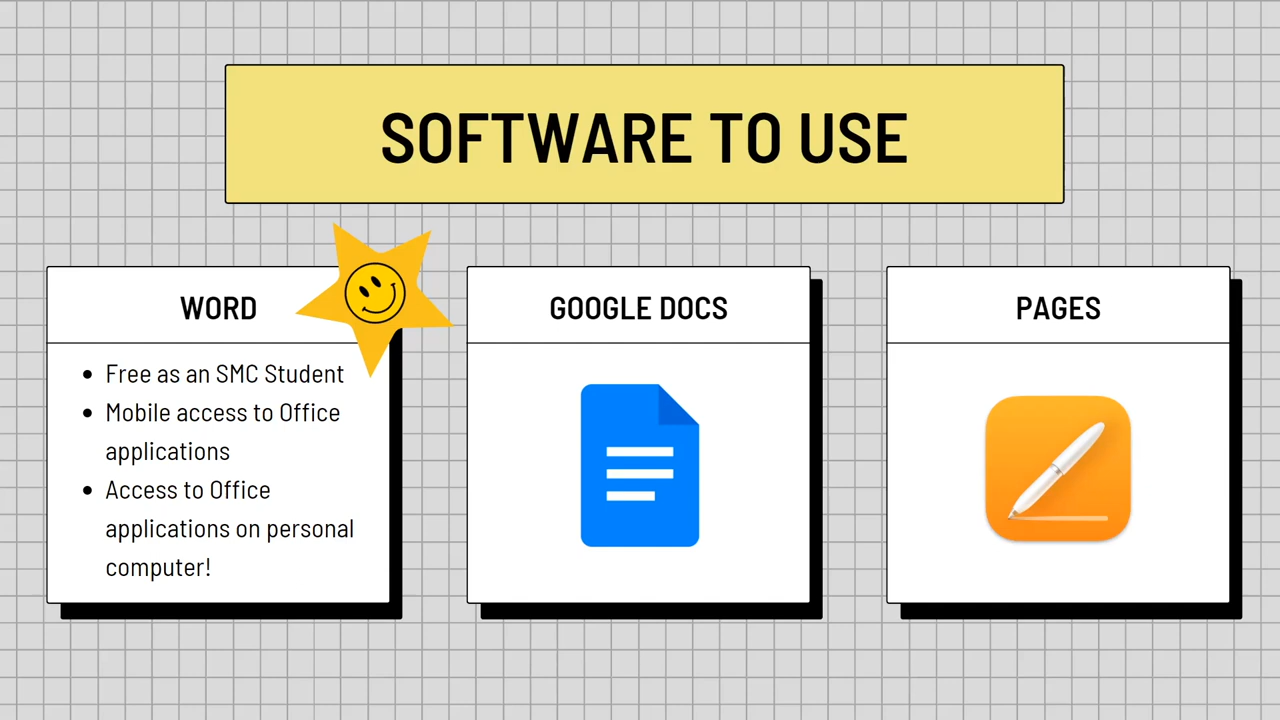 SOFTWARE TO USE
WORD
• Free as an SMC Student
• Mobile access to Office
applications
• Access to Office
applications on personal
computer!
GOOGLE DOCS
PAGES